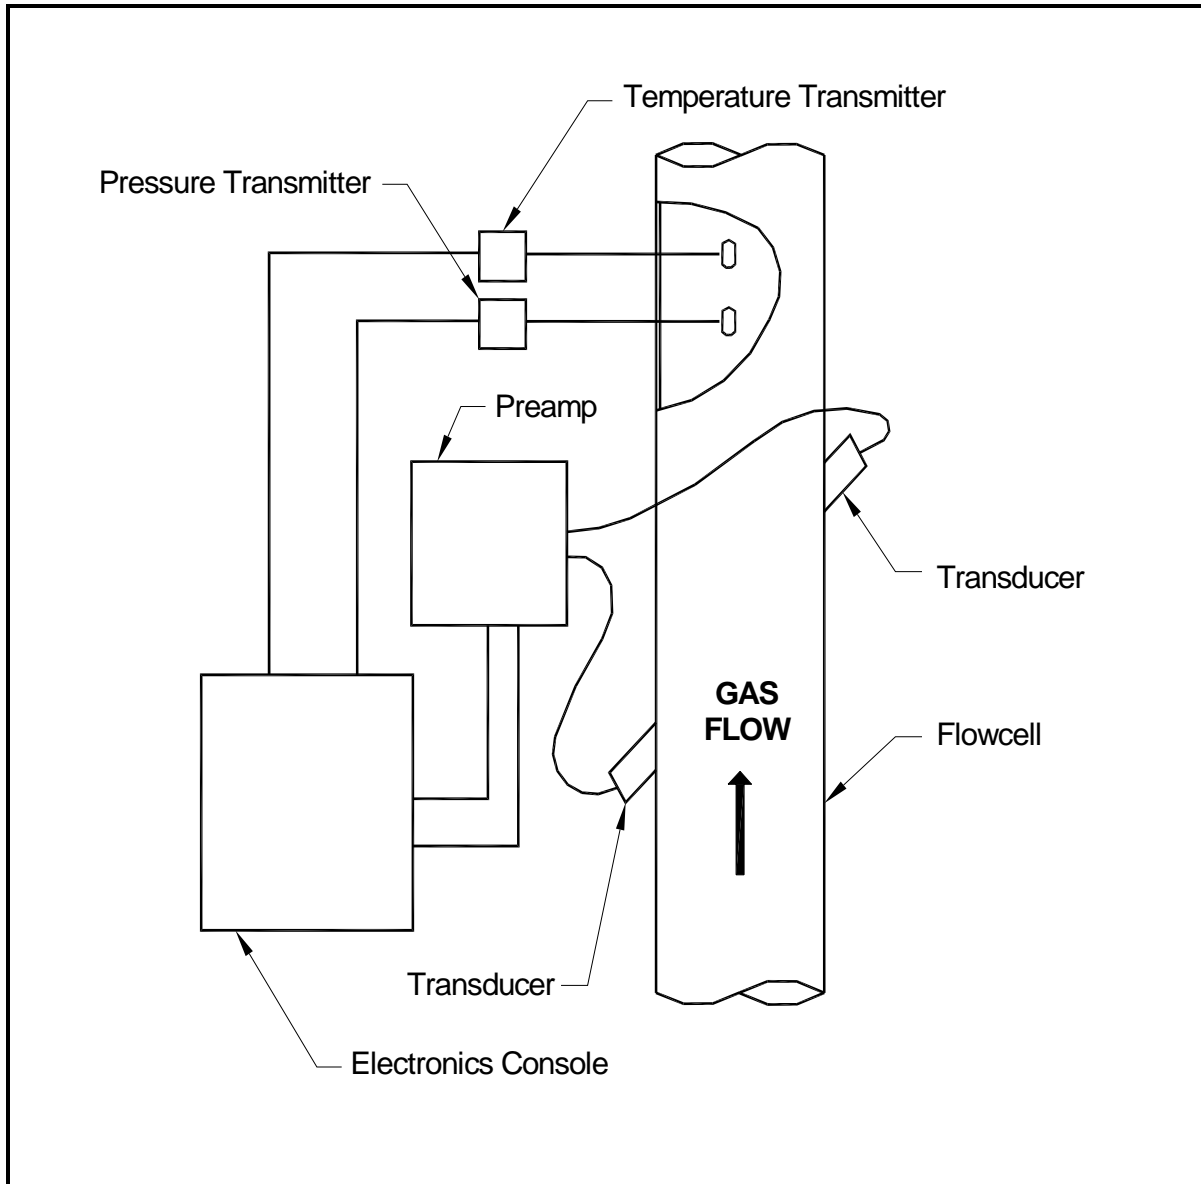 Temperature Transmitter
Pressure Transmitter
Preamp
Transducer
GAS
FLOW
Flowcell
Transducer
Electronics Console